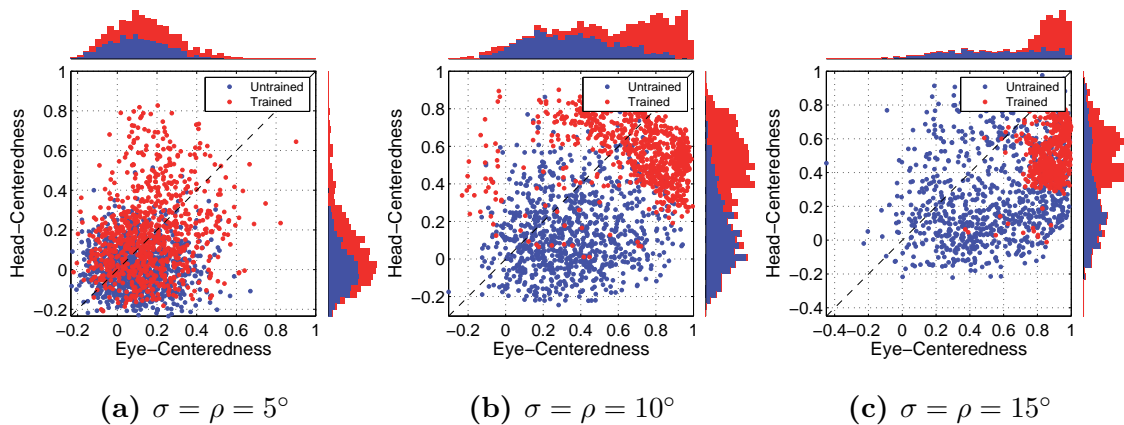 Untrained
Trained
Head−Centeredness
1
0.8
0.6
0.4
0.2
0
−0.2
−0.2 0 0.2 0.4 0.6 0.8 1
Eye−Centeredness
(a) σ = ρ = 5°
Untrained
Trained
Head−Centeredness
1
0.8
0.6
0.4
0.2
0
−0.2
−0.2 0 0.2 0.4 0.6 0.8 1
Eye−Centeredness
(b) σ = ρ = 10°
Untrained
Trained
Head−Centeredness
1
0.8
0.6
0.4
0.2
0
−0.2
−0.4
−0.4 −0.2 0 0.2 0.4 0.6 0.8 1
Eye−Centeredness
(c) σ = ρ = 15°